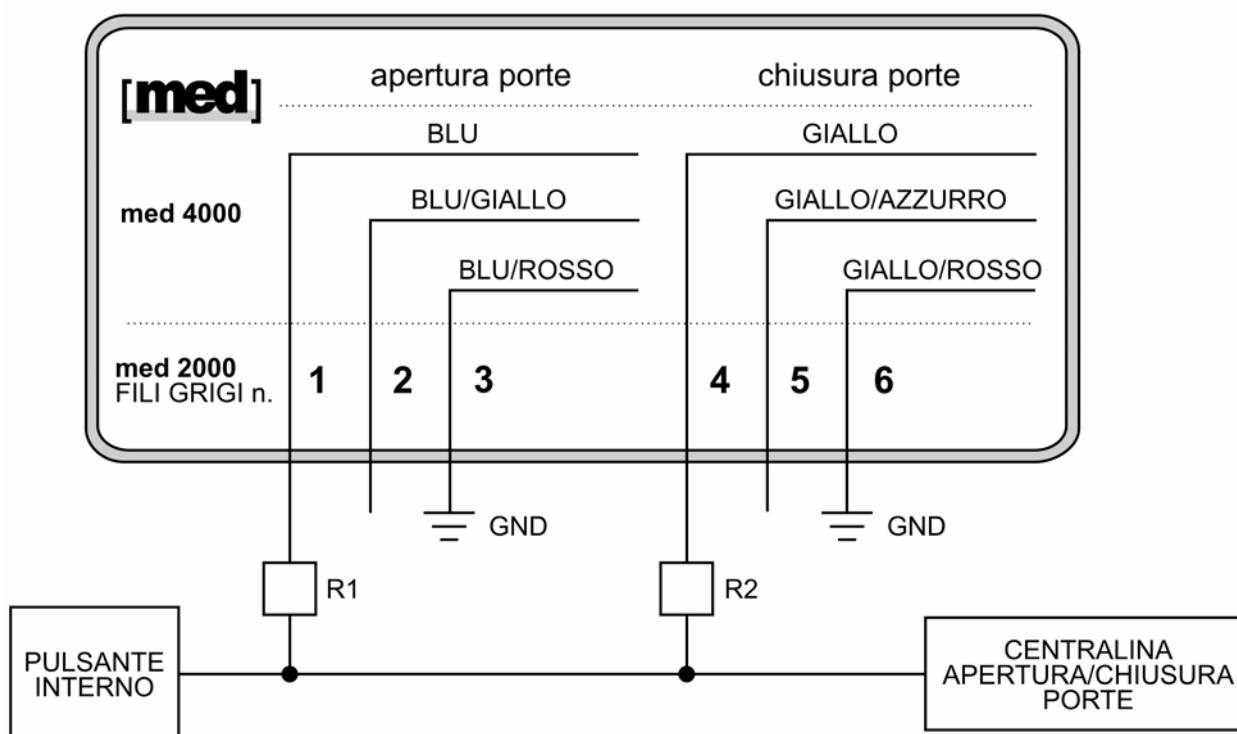 [med] apertura porte chiusura porte
BLU GIALLO
med 4000 BLU/GIALLO GIALLO/AZZURRO
BLU/ROSSO GIALLO/ROSSO
med 2000
FILI GRIGI n. 1 2 3 4 5 6
GND GND
R1 R2
PULSANTE
INTERNO
CENTRALINA
APERTURA/CHIUSURA
PORTE